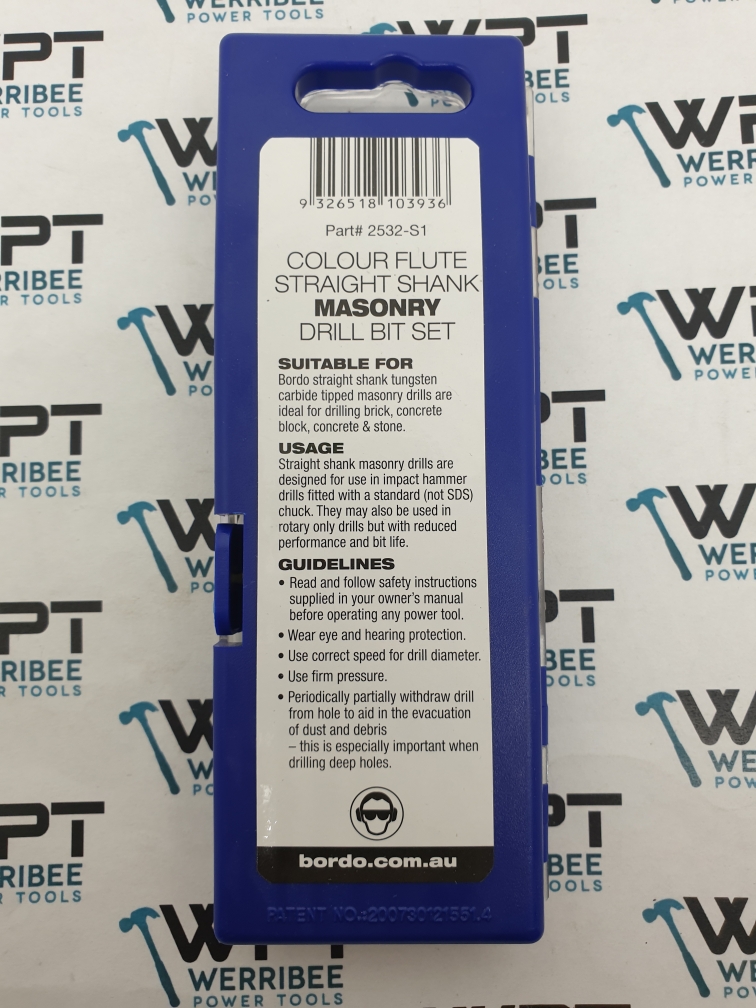 9 326518 103936
Part# 2532-S1
COLOUR FLUTE
STRAIGHT SHANK
MASONRY
DRILL BIT SET
SUITABLE FOR
Bordo straight shank tungsten
carbide tipped masonry drills are
ideal for drilling brick, concrete
block, concrete & stone.
USAGE
Straight shank masonry drills are
designed for use in impact hammer
drills fitted with a standard (not SDS)
chuck. They may also be used in
rotary only drills but with reduced
performance and bit life.
GUIDELINES
• Read and follow safety instructions
supplied in your owner's manual
before operating any power tool.
• Wear eye and hearing protection.
• Use correct speed for drill diameter.
• Use firm pressure.
• Periodically partially withdraw drill
from hole to aid in the evacuation
of dust and debris
– this is especially important when
drilling deep holes.
bordo.com.au
PATENT NO.:200730121551.4
WPT
WERRIBEE
POWER TOOLS